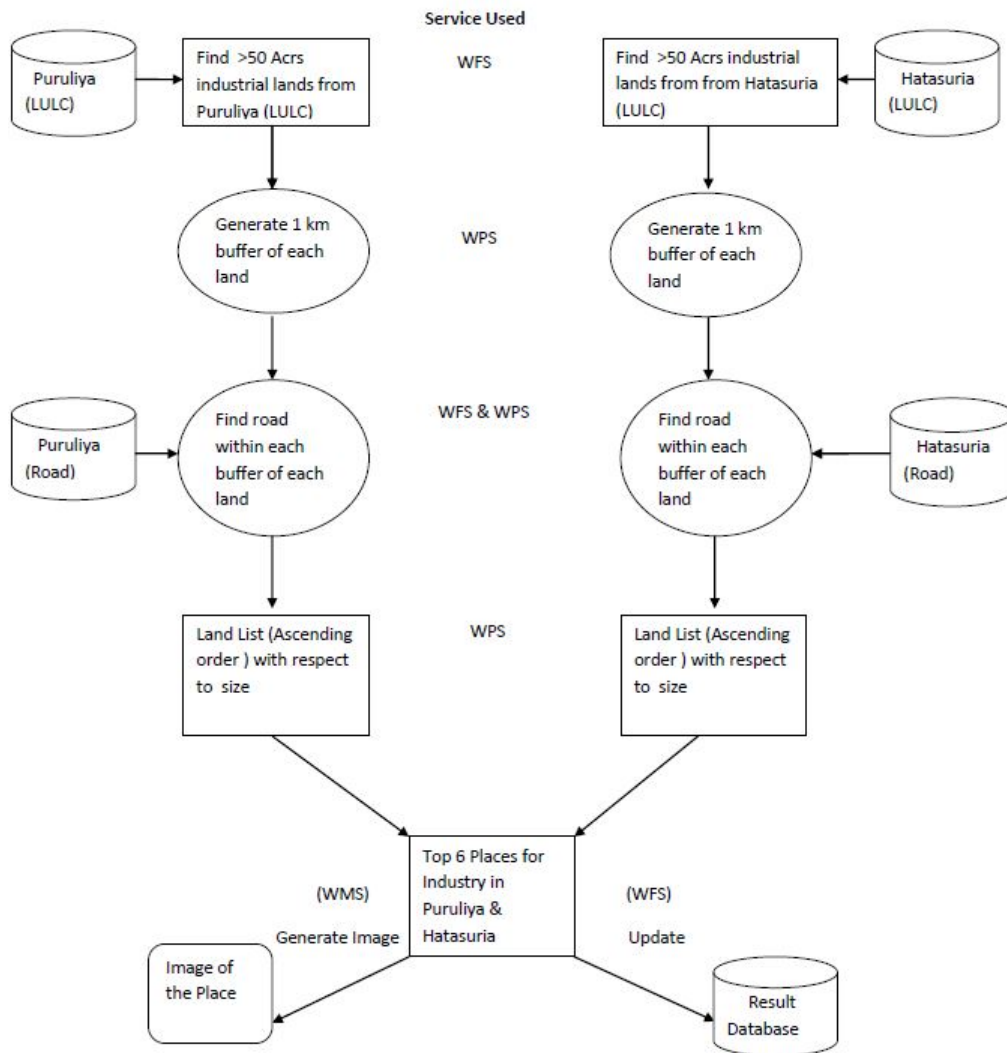 Service Used
Puruliya
(LULC)
Find >50 Acrs
industrial lands from
Puruliya (LULC)
WFS
Find >50 Acrs industrial
lands from from Hatasuria
(LULC)
Hatasuria
(LULC)
Generate 1 km
buffer of each
land
WPS
Generate 1 km
buffer of each
land
Puruliya
(Road)
Find road
within each
buffer of each
land
WFS & WPS
Find road
within each
buffer of each
land
Hatasuria
(Road)
Land List (Ascending
order ) with respect
to size
WPS
Land List (Ascending
order ) with respect
to size
Top 6 Places for
Industry in
Puruliya &
Hatasuria
(WMS)
Generate Image
(WFS)
Update
Image of
the Place
Result
Database